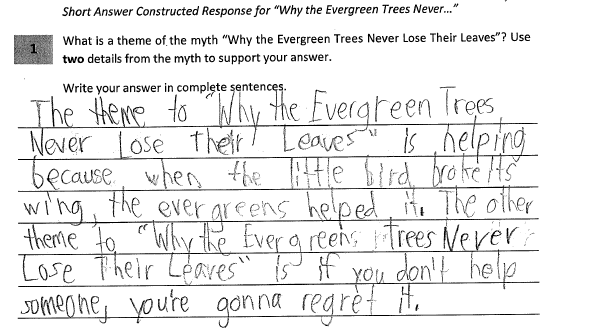 Short Answer Constructed Response for "Why the Evergreen Trees Never..."
1
What is a theme of the myth "Why the Evergreen Trees Never Lose Their Leaves"? Use
two details from the myth to support your answer.
Write your answer in complete sentences.
The theme to "Why the Evergreen Trees
Never Lose Their Leaves" is helping
because when the little bird broke its
wing, the evergreens helped it. The other
theme to "Why the Evergreens Trees Never
Lose Their Leaves" is if you don't help
someone, you're gonna regret it.